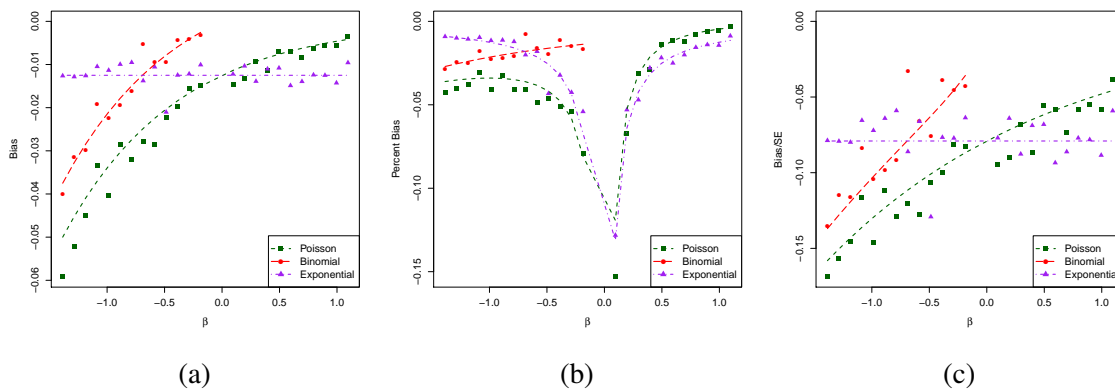 0.00
−0.01
−0.02
−0.03
−0.04
−0.05
−0.06
Bias
−1.0
−0.5
0.0
0.5
1.0
β
Poisson
Binomial
Exponential
(a)
0.00
−0.05
−0.10
−0.15
Percent Bias
−1.0
−0.5
0.0
0.5
1.0
β
Poisson
Binomial
Exponential
(b)
0.00
−0.05
−0.10
−0.15
Bias/SE
−1.0
−0.5
0.0
0.5
1.0
β
Poisson
Binomial
Exponential
(c)